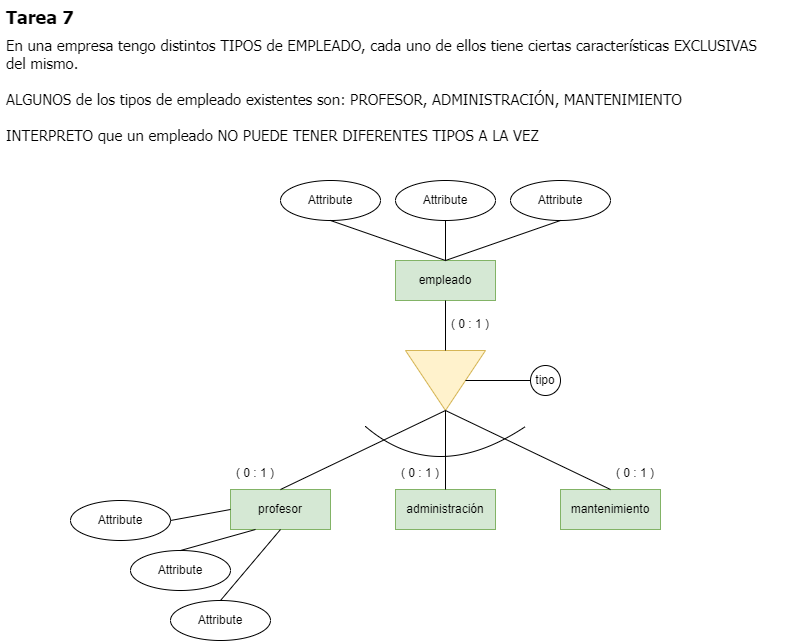 Tarea 7
En una empresa tengo distintos TIPOS de EMPLEADO, cada uno de ellos tiene ciertas características EXCLUSIVAS
del mismo.
ALGUNOS de los tipos de empleado existentes son: PROFESOR, ADMINISTRACIÓN, MANTENIMIENTO
INTERPRETO que un empleado NO PUEDE TENER DIFERENTES TIPOS A LA VEZ
Attribute
Attribute
Attribute
empleado
( 0 : 1 )
tipo
( 0 : 1 )
( 0 : 1 )
( 0 : 1 )
profesor
administración
mantenimiento
Attribute
Attribute
Attribute